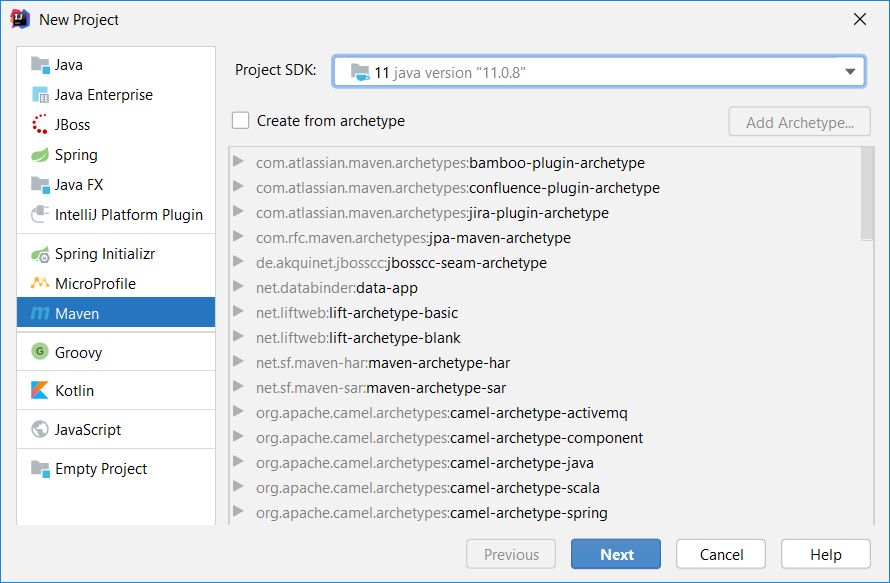 New Project
Java
Java Enterprise
JBoss
Spring
Java FX
IntelliJ Platform Plugin
Spring Initializr
MicroProfile
Maven
Groovy
Kotlin
JavaScript
Empty Project
Project SDK: 11 java version "11.0.8"
Create from archetype Add Archetype...
com.atlassian.maven.archetypes:bamboo-plugin-archetype
com.atlassian.maven.archetypes:confluence-plugin-archetype
com.atlassian.maven.archetypes:jira-plugin-archetype
com.rfc.maven.archetypes:jpa-maven-archetype
de.akquinet.jbosscc:jbosscc-seam-archetype
net.databinder:data-app
net.liftweb:lift-archetype-basic
net.liftweb:lift-archetype-blank
net.sf.maven-har:maven-archetype-har
net.sf.maven-sar:maven-archetype-sar
org.apache.camel.archetypes:camel-archetype-activemq
org.apache.camel.archetypes:camel-archetype-component
org.apache.camel.archetypes:camel-archetype-java
org.apache.camel.archetypes:camel-archetype-scala
org.apache.camel.archetypes:camel-archetype-spring
Previous Next Cancel Help